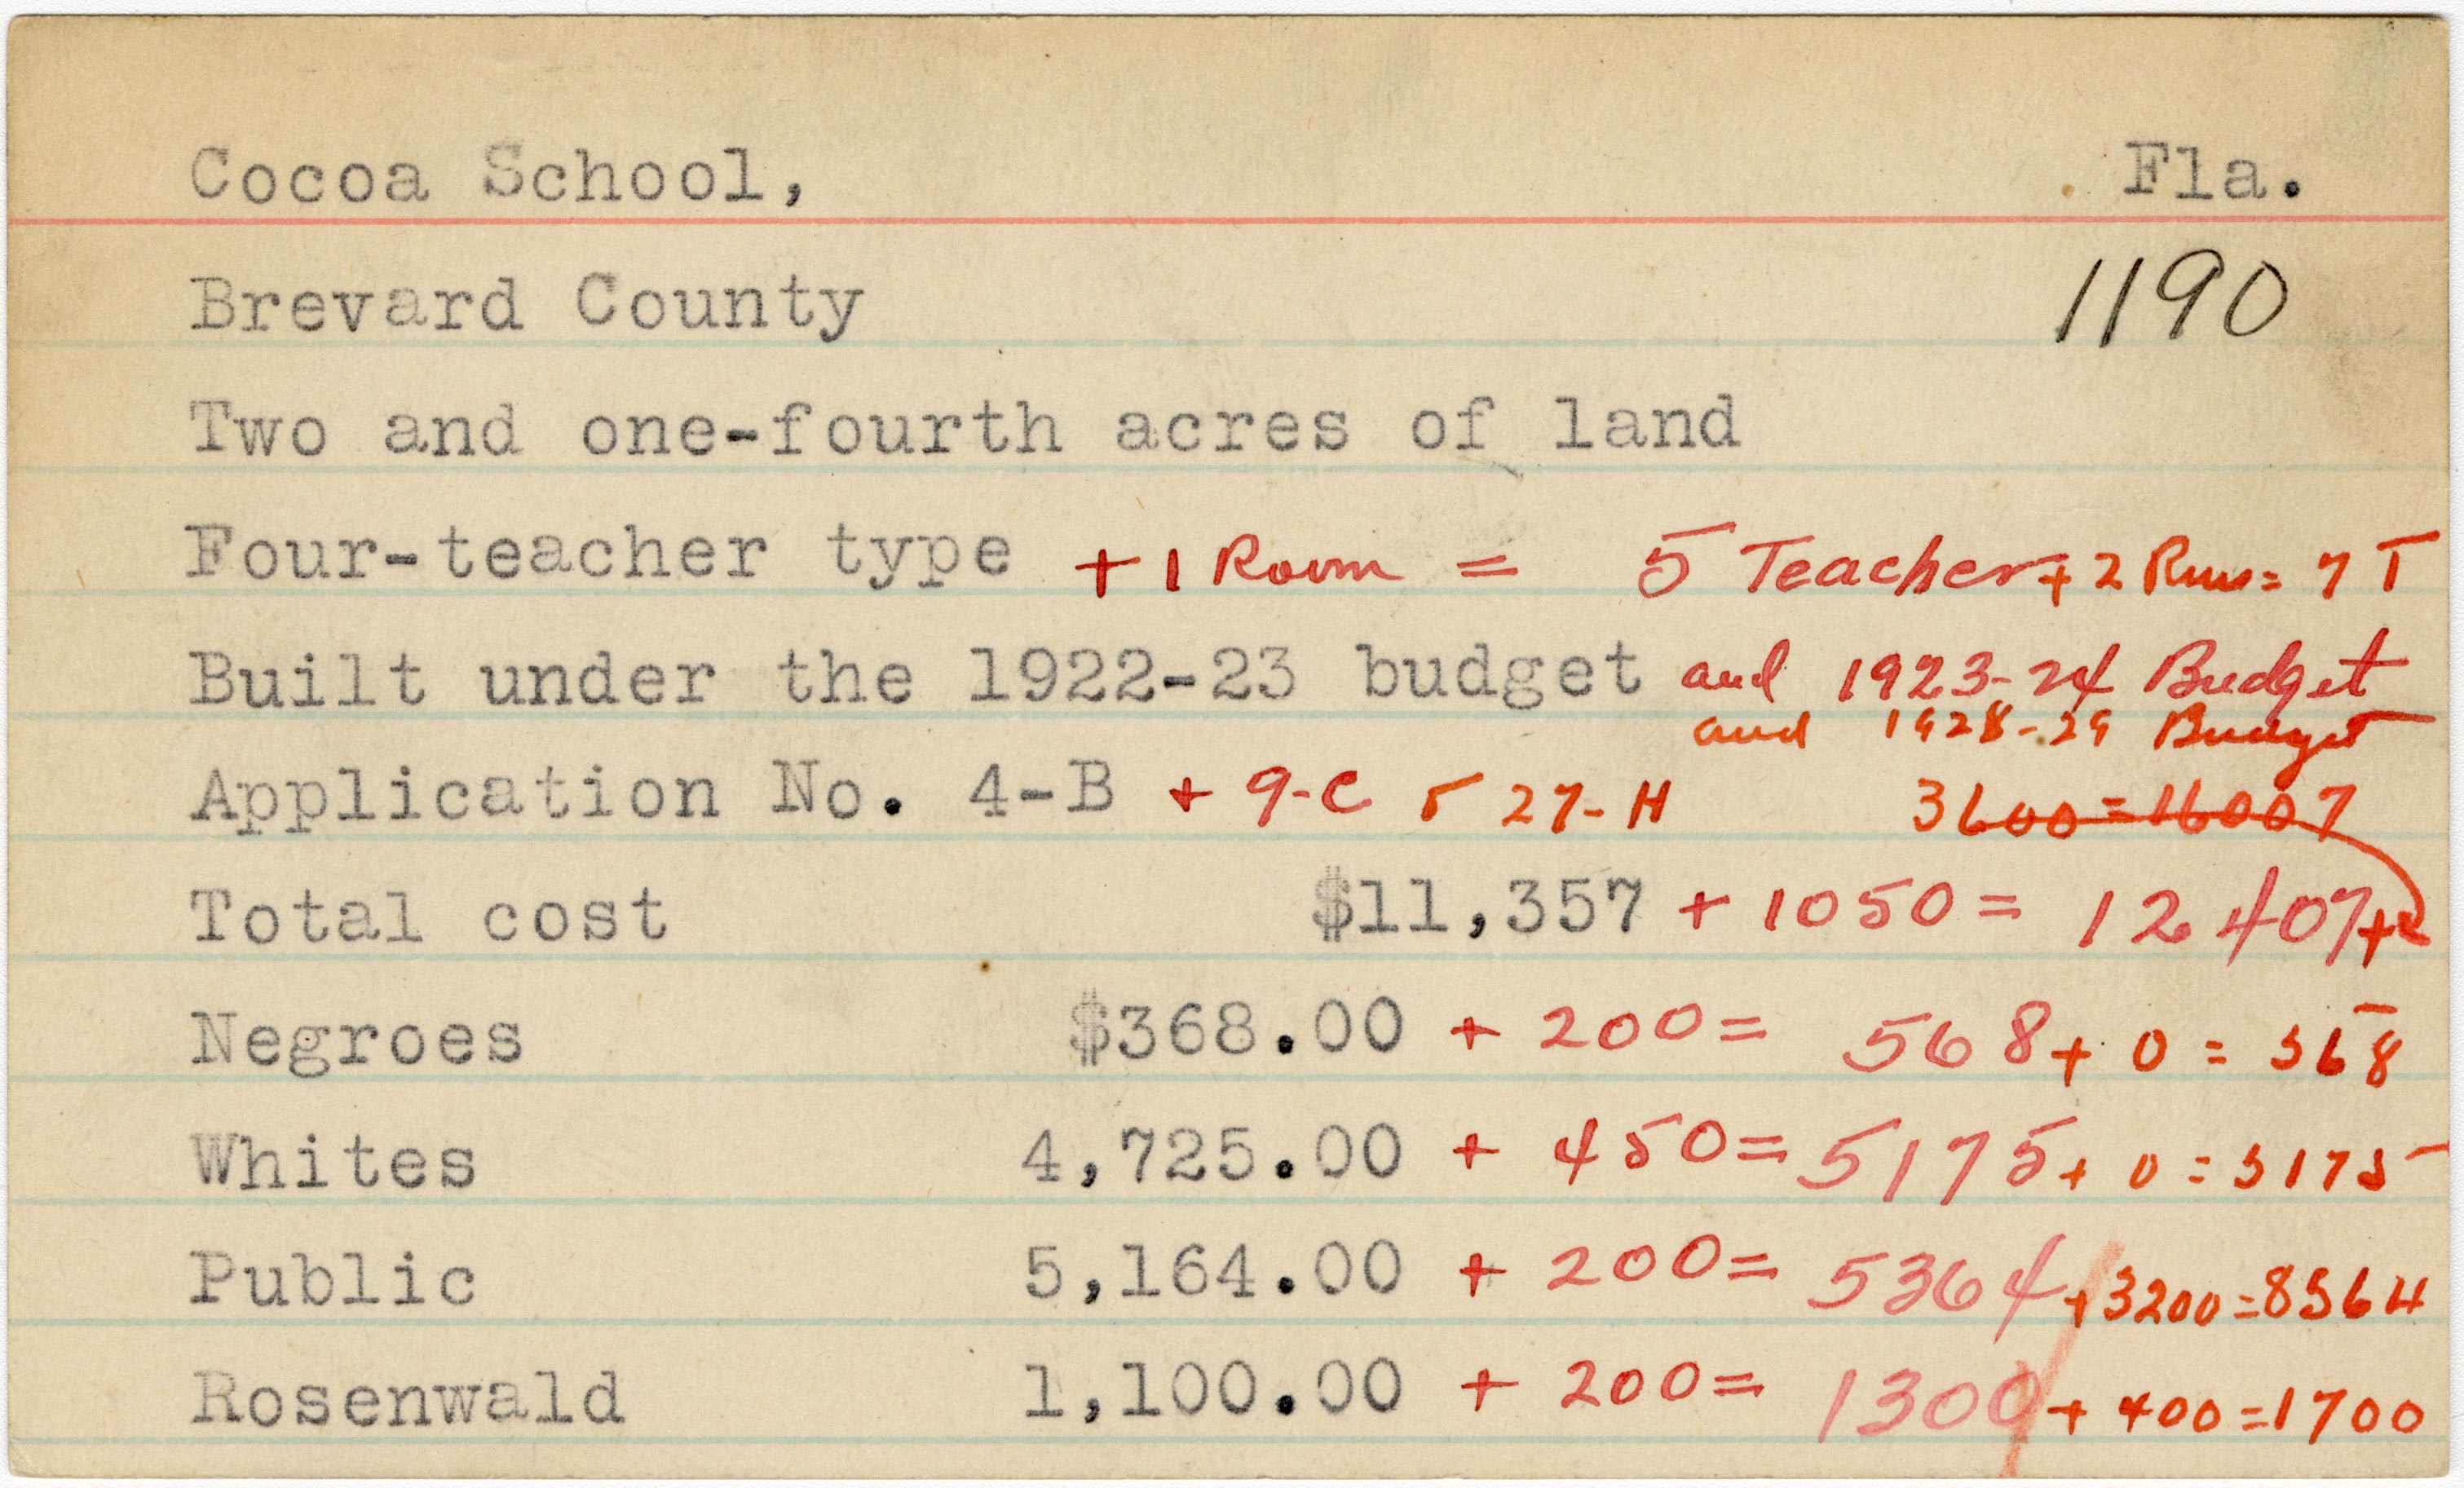 Cocoa School, Fla.
Brevard County 1190
Two and one-fourth acres of land
Four-teacher type + 1 Room = 5 Teacher + 2 Rms = 7 T
Built under the 1922-23 budget and 1923-24 Budget
and 1928-29 Budget
Application No. 4-B + 9-C & 27-H 3600 = 16007
Total cost $11,357 + 1050 = 12407 +
Negroes $368.00 + 200 = 568 + 0 = 568
Whites 4,725.00 + 450 = 5175 + 0 = 5175
Public 5,164.00 + 200 = 5364 + 3200 = 8564
Rosenwald 1,100.00 + 200 = 1300 + 400 = 1700